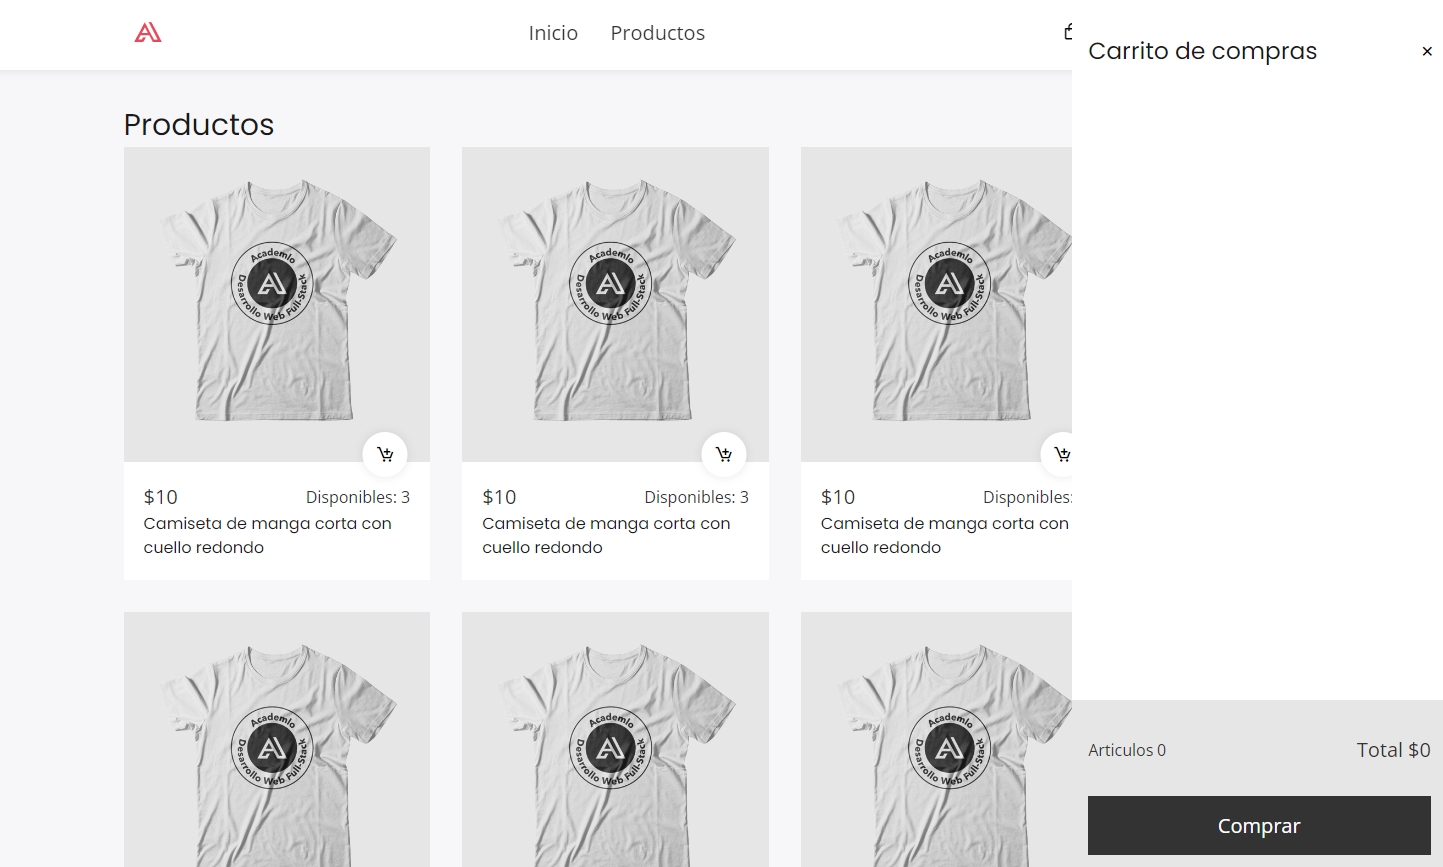 Inicio Productos
Carrito de compras ×
Productos
Academlo
Desarrollo Web Full-Stack
Academlo
Desarrollo Web Full-Stack
Academlo
Desarrollo Web Full-Stack
$10 Disponibles: 3
Camiseta de manga corta con
cuello redondo
$10 Disponibles: 3
Camiseta de manga corta con
cuello redondo
$10 Disponibles:
Camiseta de manga corta con
cuello redondo
Academlo
Desarrollo Web Full-Stack
Academlo
Desarrollo Web Full-Stack
Academlo
Desarrollo Web Full-Stack
Articulos 0 Total $0
Comprar